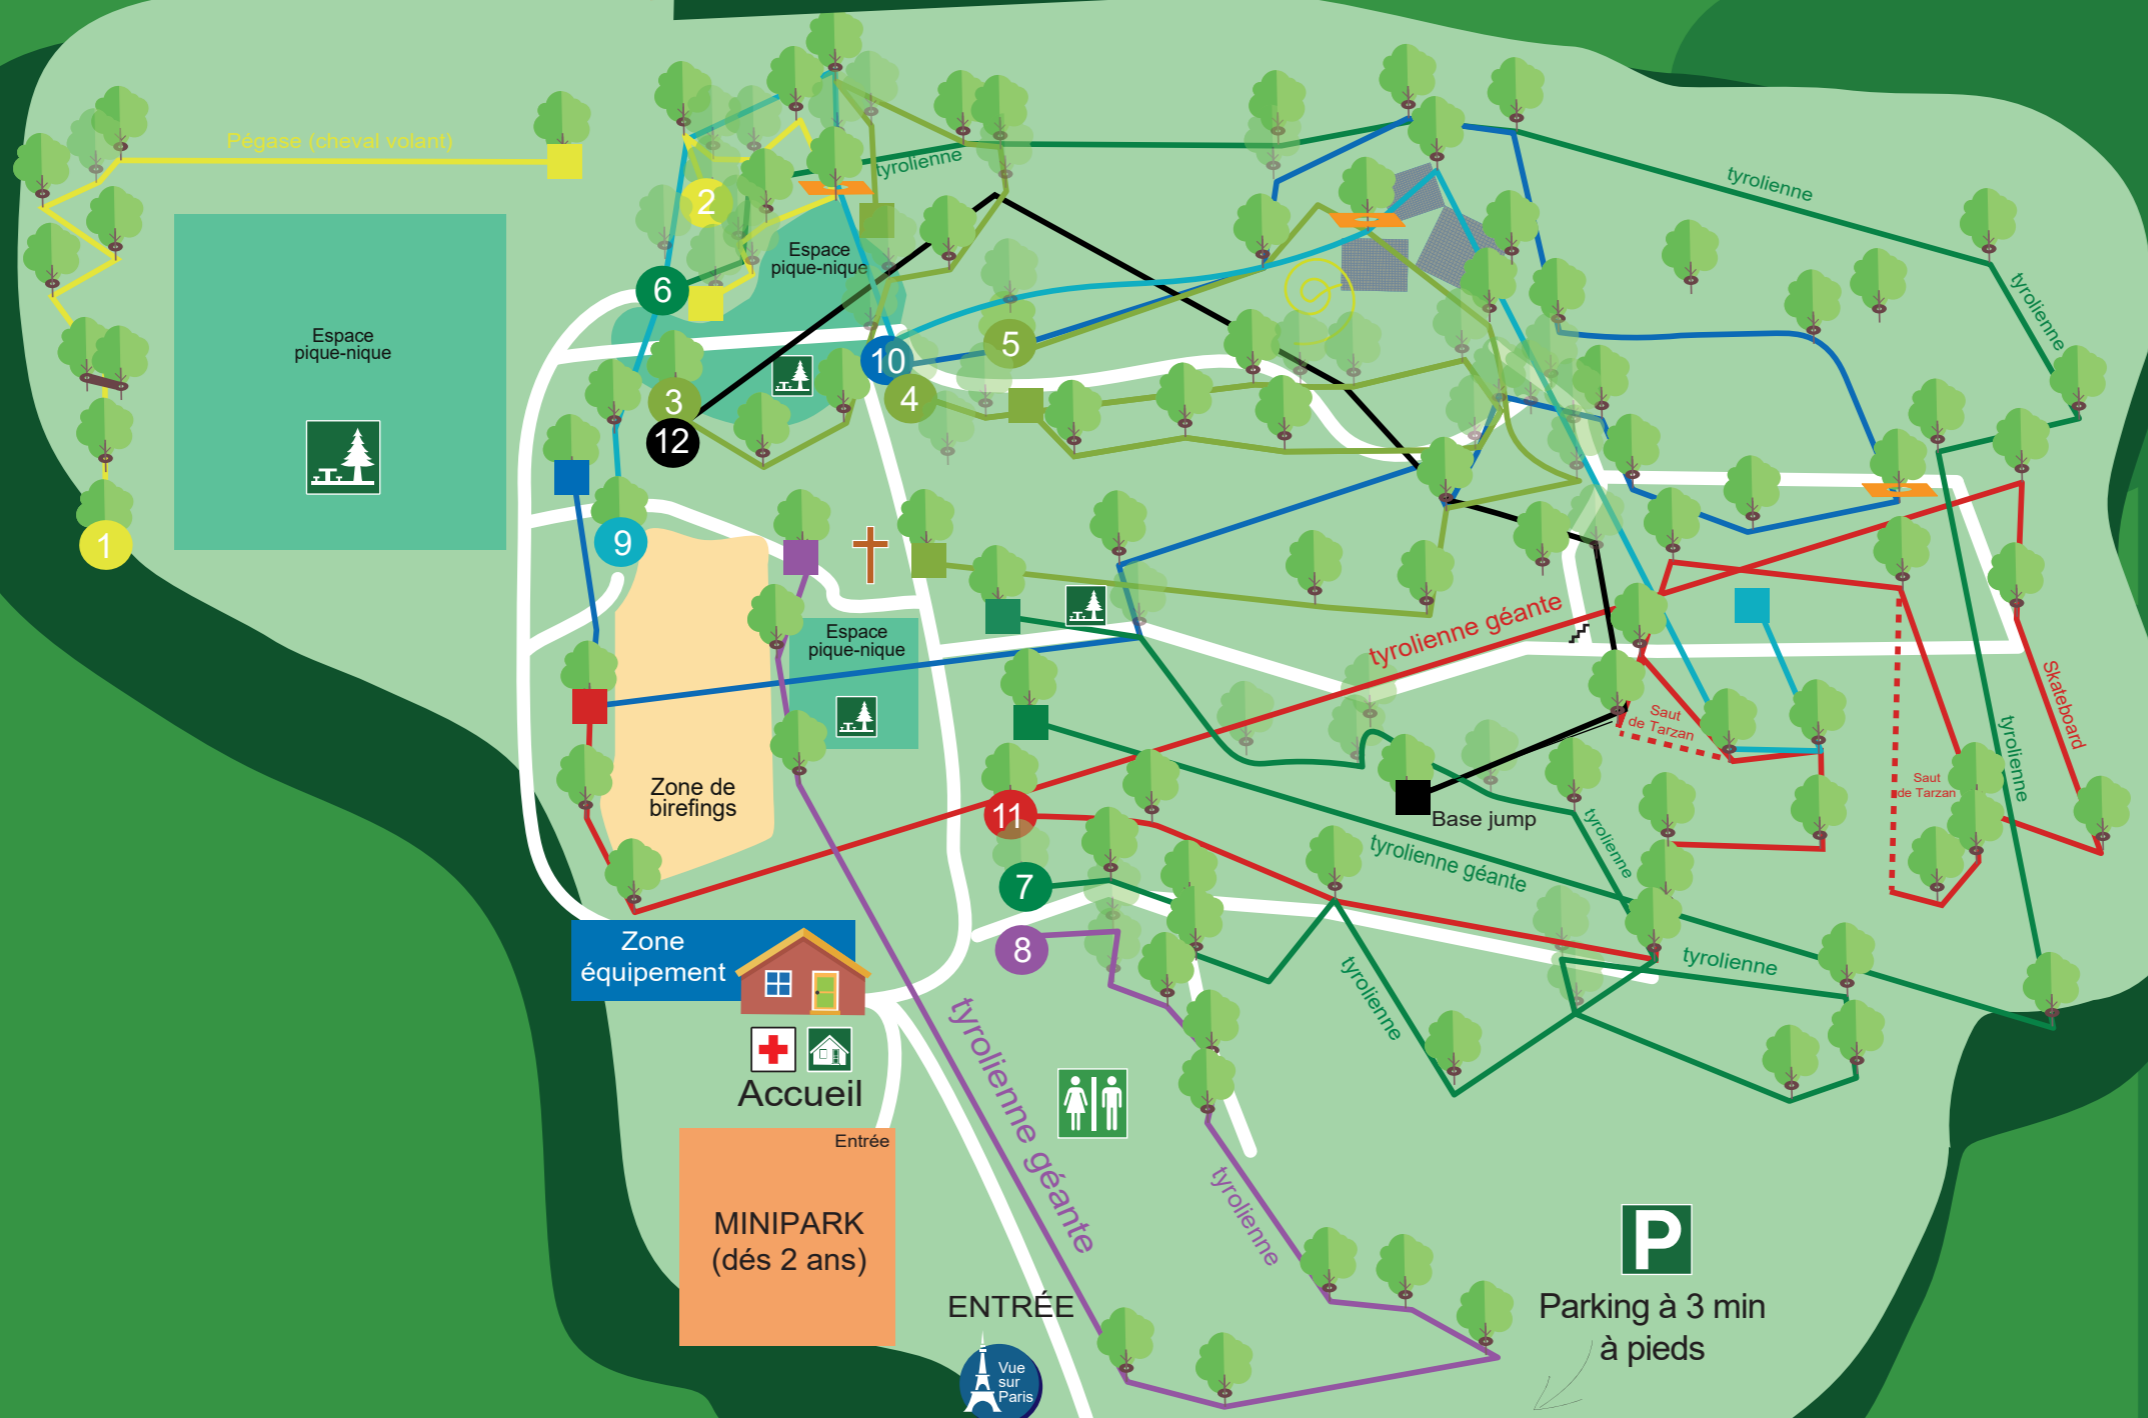 Pégase (cheval volant)
tyrolienne
tyrolienne
2
Espace
pique-nique
6
tyrolienne
Espace
pique-nique
10
5
3
4
12
1
9
Espace
pique-nique
tyrolienne géante
Saut
de Tarzan
Skateboard
tyrolienne
Saut
de Tarzan
Zone de
birefings
11
Base jump
tyrolienne
tyrolienne géante
7
8
Zone
équipement
tyrolienne
tyrolienne
tyrolienne géante
Accueil
Entrée
MINIPARK
(dés 2 ans)
tyrolienne
P
ENTRÉE
Parking à 3 min
à pieds
Vue
sur
Paris